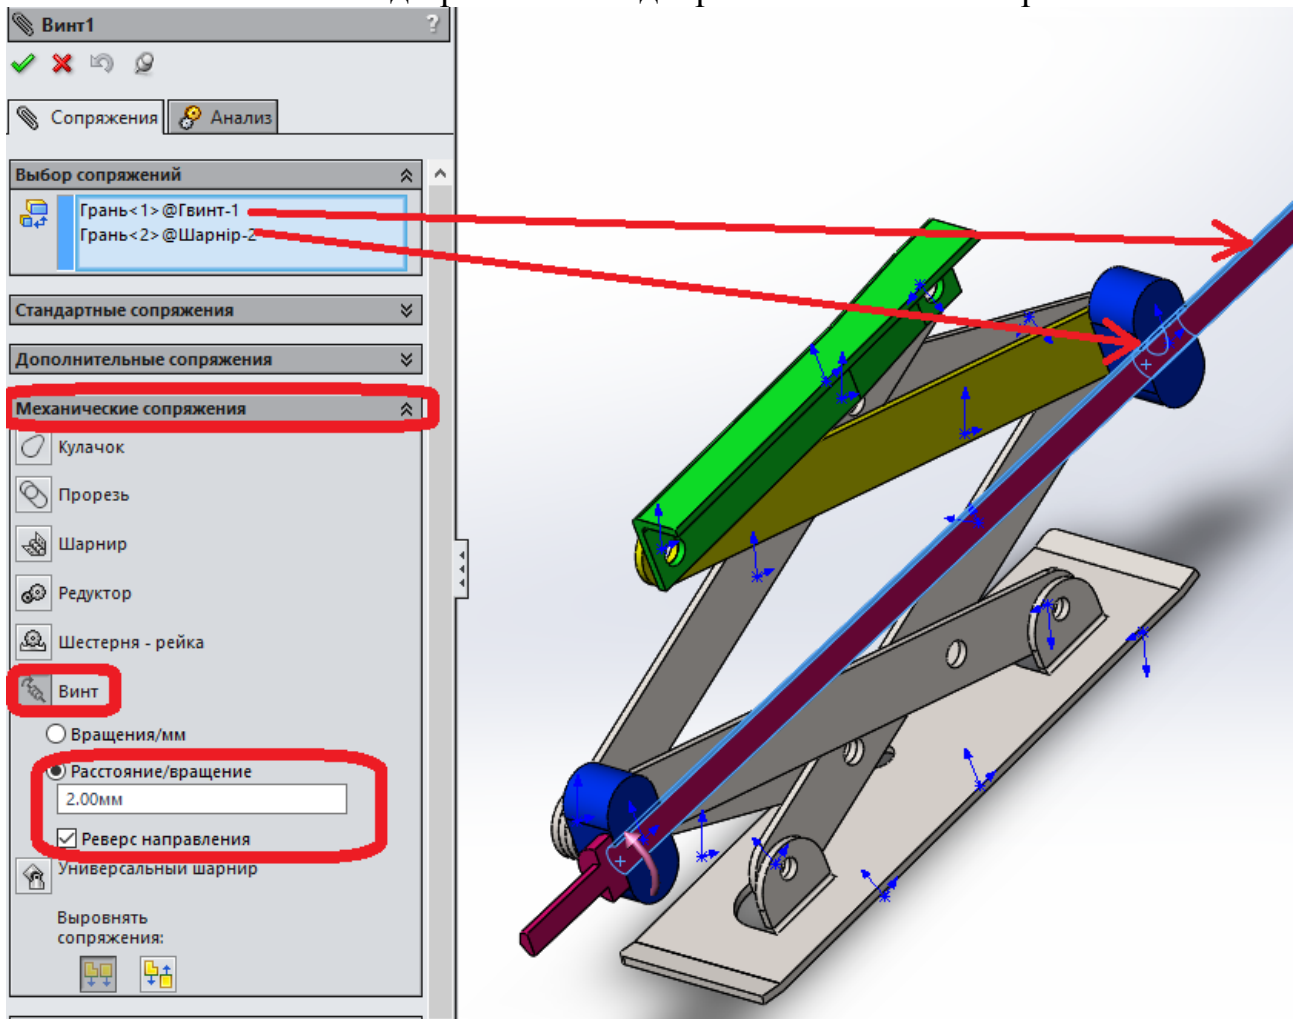 Винт1
?
Сопряжения
Анализ
Выбор сопряжений
Грань<1>@Гвинт-1
Грань<2>@Шарнір-2
Стандартные сопряжения
Дополнительные сопряжения
Механические сопряжения
Кулачок
Прорезь
Шарнир
Редуктор
Шестерня - рейка
Винт
Вращения/мм
Расстояние/вращение
2.00мм
Реверс направления
Универсальный шарнир
Выровнять
сопряжения: